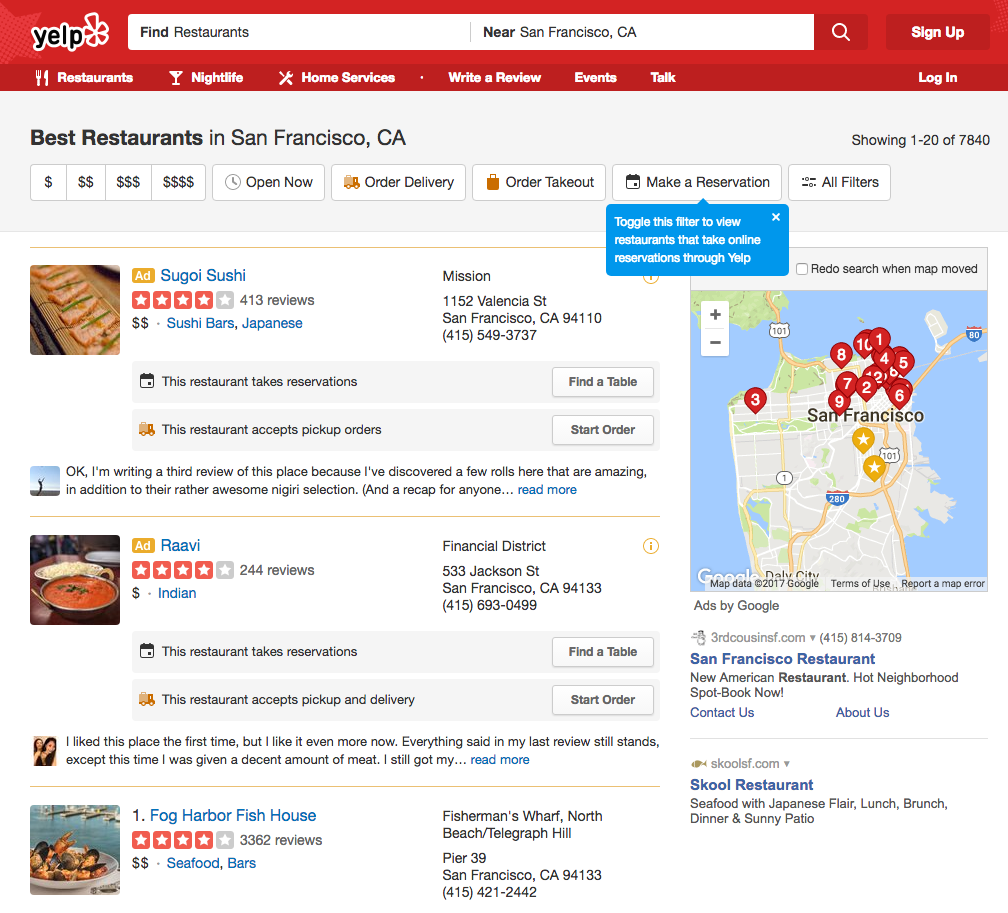 yelp
Find Restaurants
Near San Francisco, CA
Sign Up
Restaurants
Nightlife
Home Services
·
Write a Review
Events
Talk
Log In
Best Restaurants in San Francisco, CA
Showing 1-20 of 7840
$
$$
$$$
$$$$
Open Now
Order Delivery
Order Takeout
Make a Reservation
All Filters
Toggle this filter to view
restaurants that take online
reservations through Yelp
×
Ad Sugoi Sushi
413 reviews
$$ · Sushi Bars, Japanese
Mission
1152 Valencia St
San Francisco, CA 94110
(415) 549-3737
This restaurant takes reservations
Find a Table
This restaurant accepts pickup orders
Start Order
OK, I'm writing a third review of this place because I've discovered a few rolls here that are amazing,
in addition to their rather awesome nigiri selection. (And a recap for anyone… read more
Ad Raavi
244 reviews
$ · Indian
Financial District
533 Jackson St
San Francisco, CA 94133
(415) 693-0499
This restaurant takes reservations
Find a Table
This restaurant accepts pickup and delivery
Start Order
I liked this place the first time, but I like it even more now. Everything said in my last review still stands,
except this time I was given a decent amount of meat. I still got my… read more
1. Fog Harbor Fish House
3362 reviews
$$ · Seafood, Bars
Fisherman's Wharf, North
Beach/Telegraph Hill
Pier 39
San Francisco, CA 94133
(415) 421-2442
Redo search when map moved
+
−
101
80
10
1
8
4
5
12
6
7
2
9
6
3
San Francisco
101
1
280
Daly City
Google
Map data ©2017 Google
Terms of Use
Report a map error
Ads by Google
3rdcousinsf.com ▾ (415) 814-3709
San Francisco Restaurant
New American Restaurant. Hot Neighborhood
Spot-Book Now!
Contact Us
About Us
skoolsf.com ▾
Skool Restaurant
Seafood with Japanese Flair, Lunch, Brunch,
Dinner & Sunny Patio